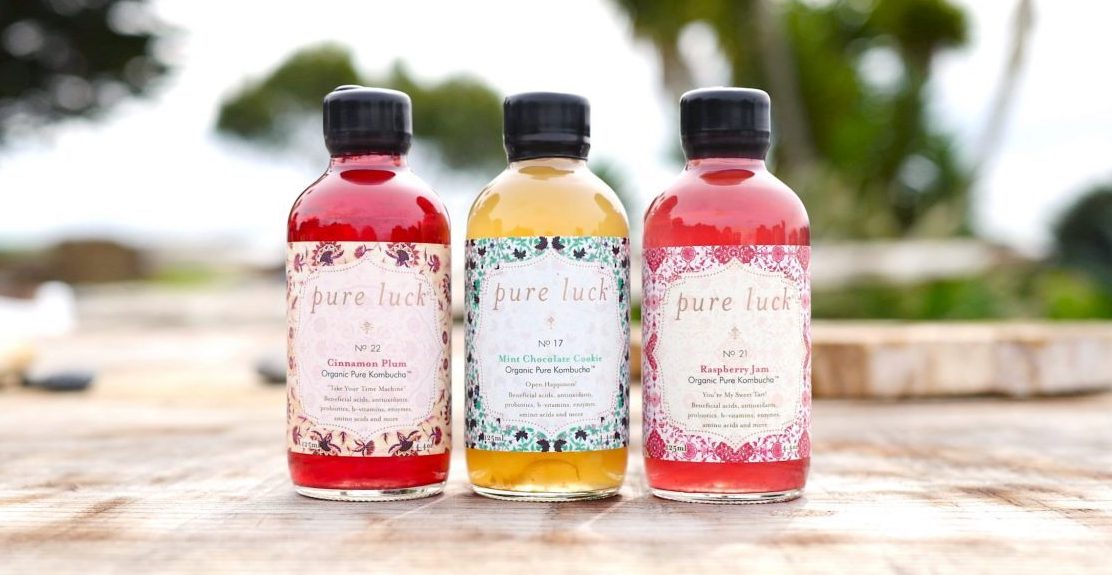 pure luck
Nº 22
Cinnamon Plum
Organic Pure Kombucha™
"Take Your Time Machine"
Beneficial acids, antioxidants,
probiotics, b-vitamins, enzymes,
amino acids and more
125ml
pure luck
Nº 17
Mint Chocolate Cookie
Organic Pure Kombucha™
Open Happiness!
Beneficial acids, antioxidants,
probiotics, b-vitamins, enzymes,
amino acids and more
125ml
pure luck
Nº 21
Raspberry Jam
Organic Pure Kombucha™
You're My Sweet Tart!
Beneficial acids, antioxidants,
probiotics, b-vitamins, enzymes,
amino acids and more
125ml